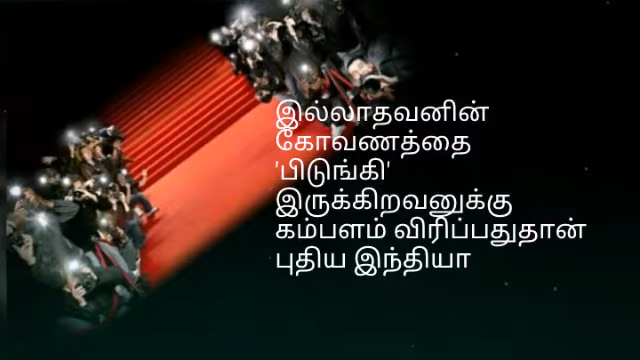 இல்லாதவனின்
கோவணத்தை
'பிடுங்கி'
இருக்கிறவனுக்கு
கம்பளம் விரிப்பதுதான்
புதிய இந்தியா